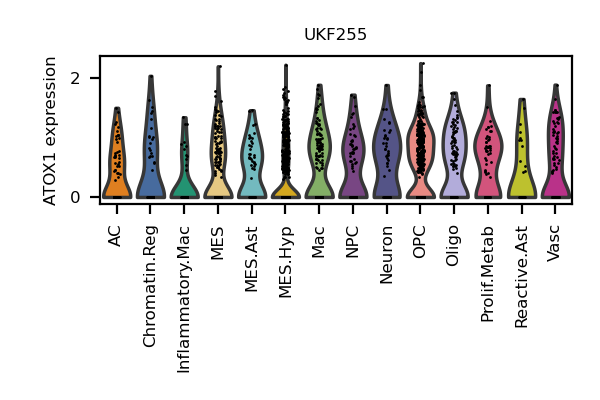 UKF255
ATOX1 expression
2
0
AC
Chromatin.Reg
Inflammatory.Mac
MES
MES.Ast
MES.Hyp
Mac
NPC
Neuron
OPC
Oligo
Prolif.Metab
Reactive.Ast
Vasc